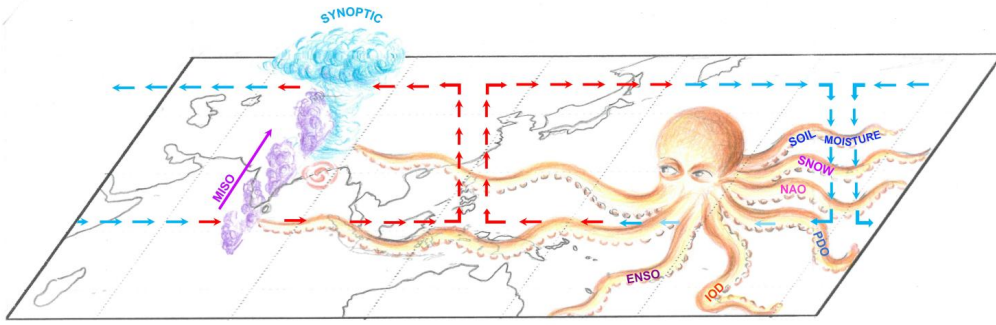 SYNOPTIC
MISO
SOIL MOISTURE
SNOW
NAO
PDO
ENSO
IOD